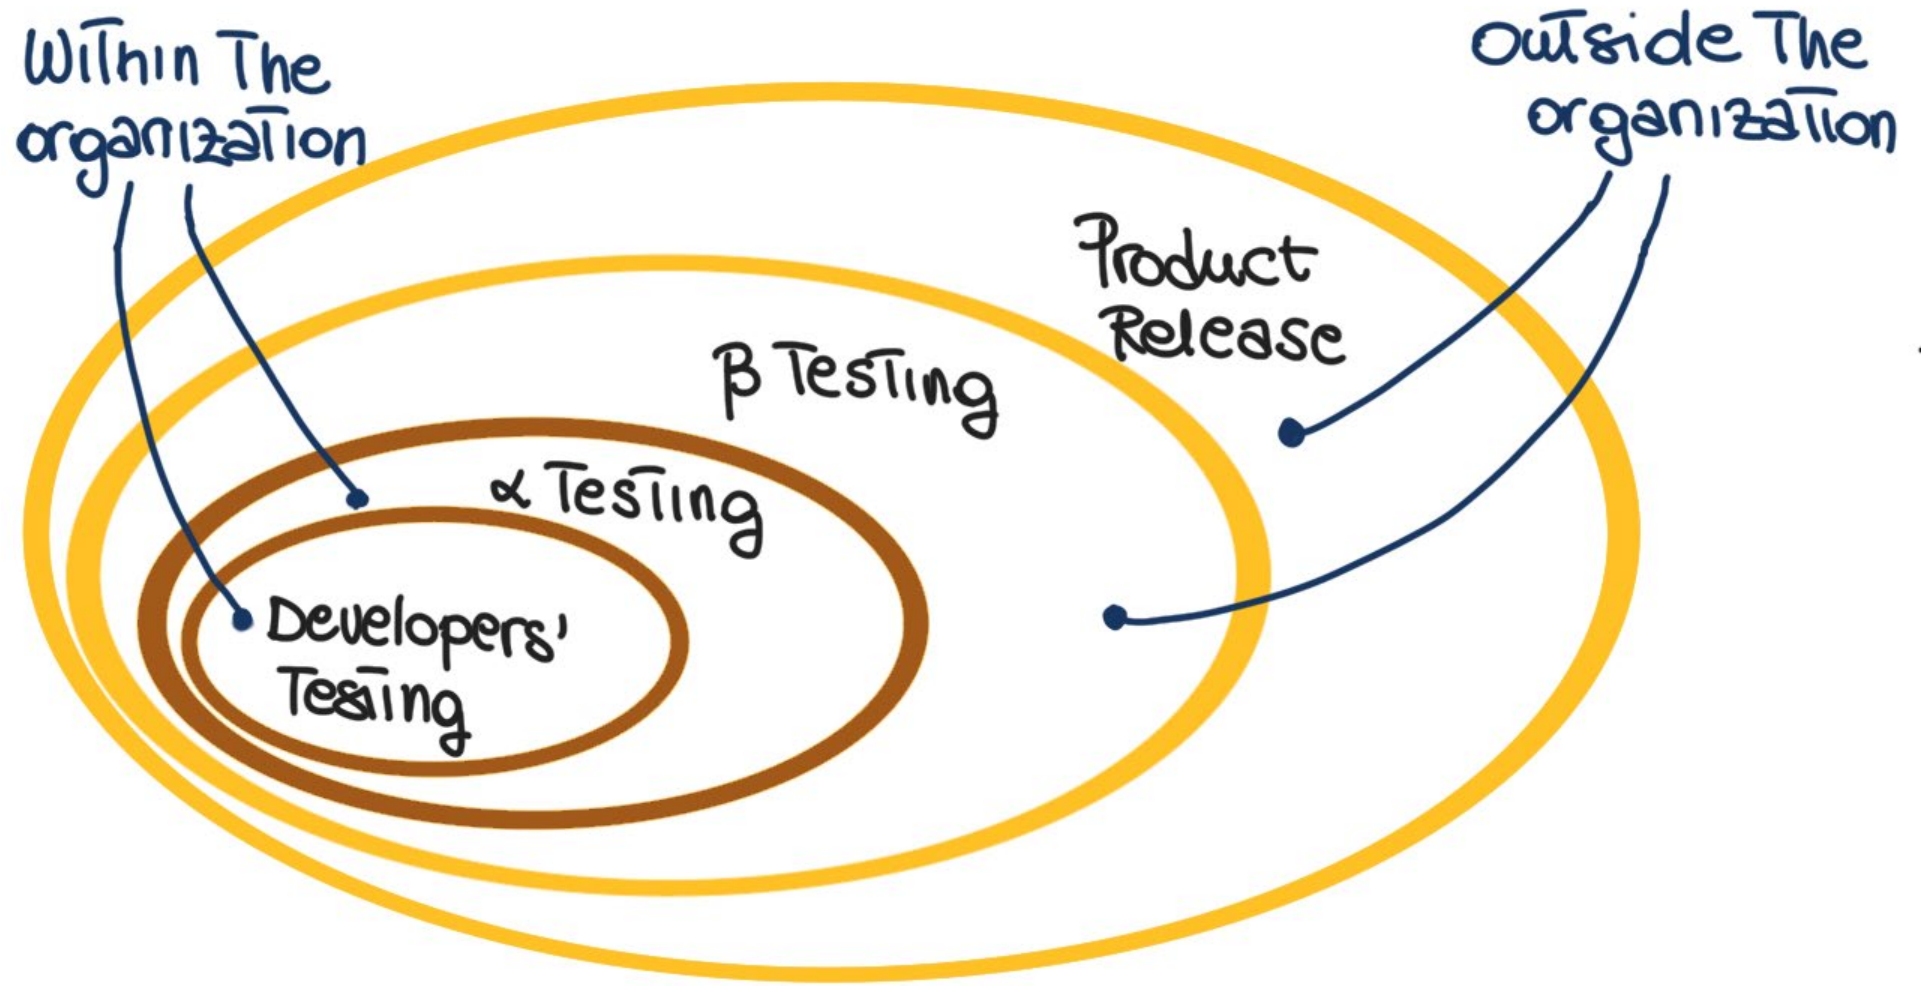 Within The
organization
Outside The
organization
Product
Release
β Testing
α Testing
Developers'
Testing